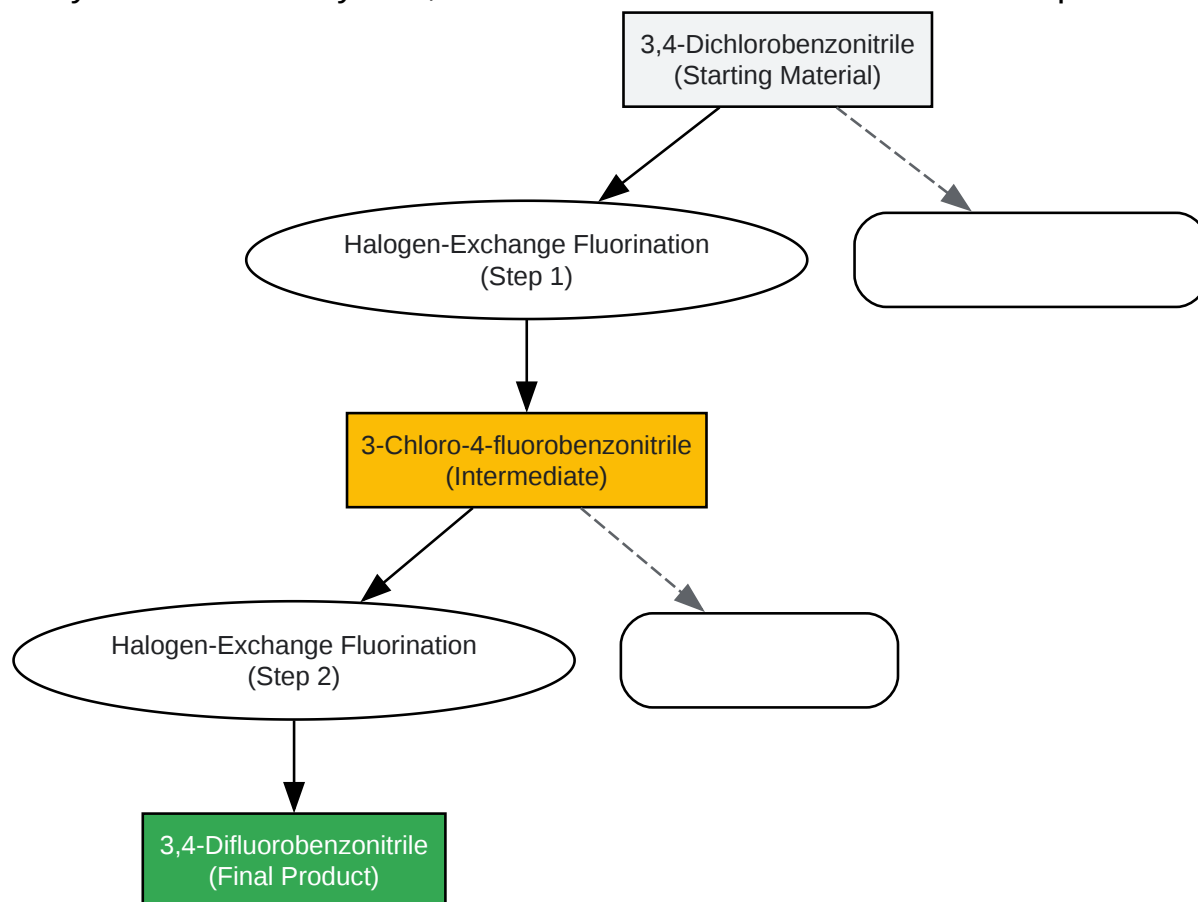 3,4-Dichlorobenzonitrile
(Starting Material)
Halogen-Exchange Fluorination
(Step 1)
3-Chloro-4-fluorobenzonitrile
(Intermediate)
Halogen-Exchange Fluorination
(Step 2)
3,4-Difluorobenzonitrile
(Final Product)